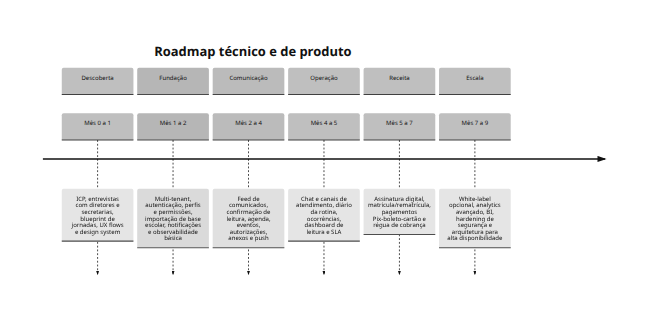 Roadmap técnico e de produto
Descoberta
Fundação
Comunicação
Operação
Receita
Escala
Mês 0 a 1
Mês 1 a 2
Mês 2 a 4
Mês 4 a 5
Mês 5 a 7
Mês 7 a 9
ICP, entrevistas
com diretores e
secretarias,
blueprint de
jornadas, UX flows
e design system
Multi-tenant,
autenticação, perfis
e permissões,
importação de base
escolar, notificações
e observabilidade
básica
Feed de
comunicados,
confirmação de
leitura, agenda,
eventos,
autorizações,
anexos e push
Chat e canais de
atendimento, diário
da rotina,
ocorrências,
dashboard de
leitura e SLA
Assinatura digital,
matrícula/rematrícula,
pagamentos
Pix-boleto-cartão e
régua de cobrança
White-label
opcional, analytics
avançado, BI,
hardening de
segurança e
arquitetura para
alta disponibilidade